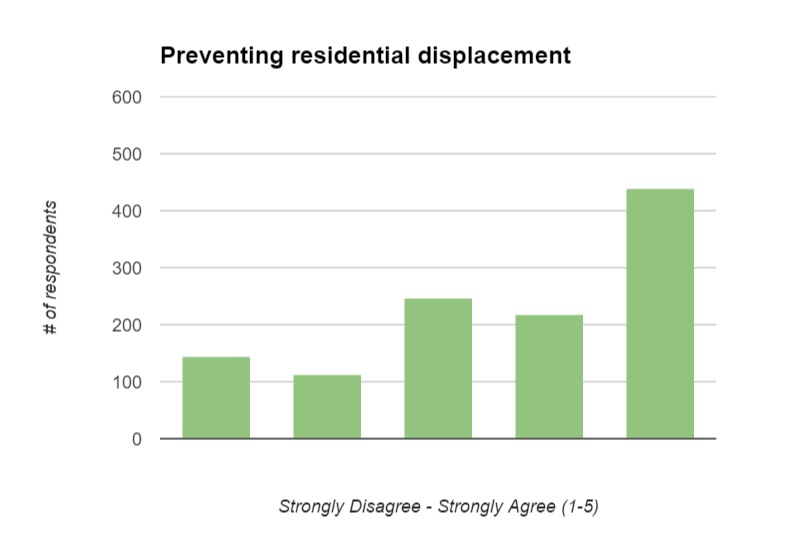 Preventing residential displacement
600
500
400
300
200
100
0
# of respondents
Strongly Disagree - Strongly Agree (1-5)